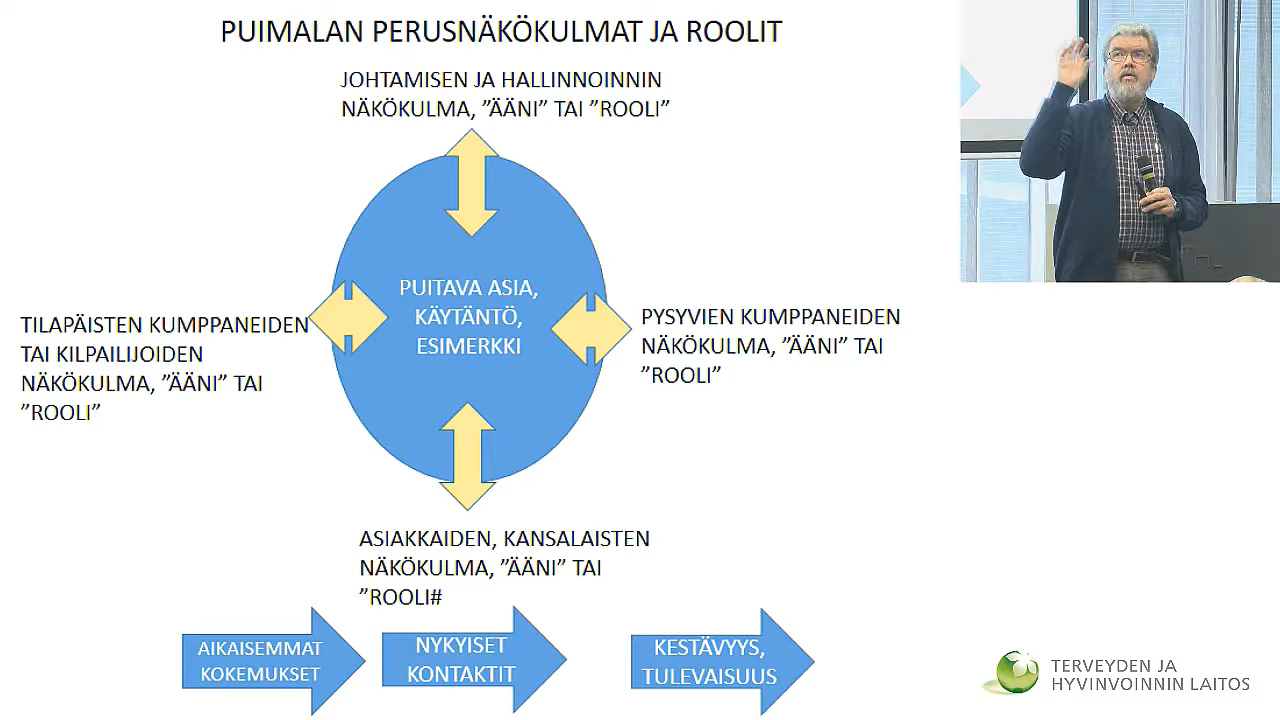 PUIMALAN PERUSNÄKÖKULMAT JA ROOLIT
JOHTAMISEN JA HALLINNOINNIN
NÄKÖKULMA, ”ÄÄNI” TAI ”ROOLI”
PUITAVA ASIA,
KÄYTÄNTÖ,
ESIMERKKI
TILAPÄISTEN KUMPPANEIDEN
TAI KILPAILIJOIDEN
NÄKÖKULMA, ”ÄÄNI” TAI
”ROOLI”
PYSYVIEN KUMPPANEIDEN
NÄKÖKULMA, ”ÄÄNI” TAI
”ROOLI”
ASIAKKAIDEN, KANSALAISTEN
NÄKÖKULMA, ”ÄÄNI” TAI
”ROOLI#
AIKAISEMMAT
KOKEMUKSET
NYKYISET
KONTAKTIT
KESTÄVYYS,
TULEVAISUUS
TERVEYDEN JA
HYVINVOINNIN LAITOS